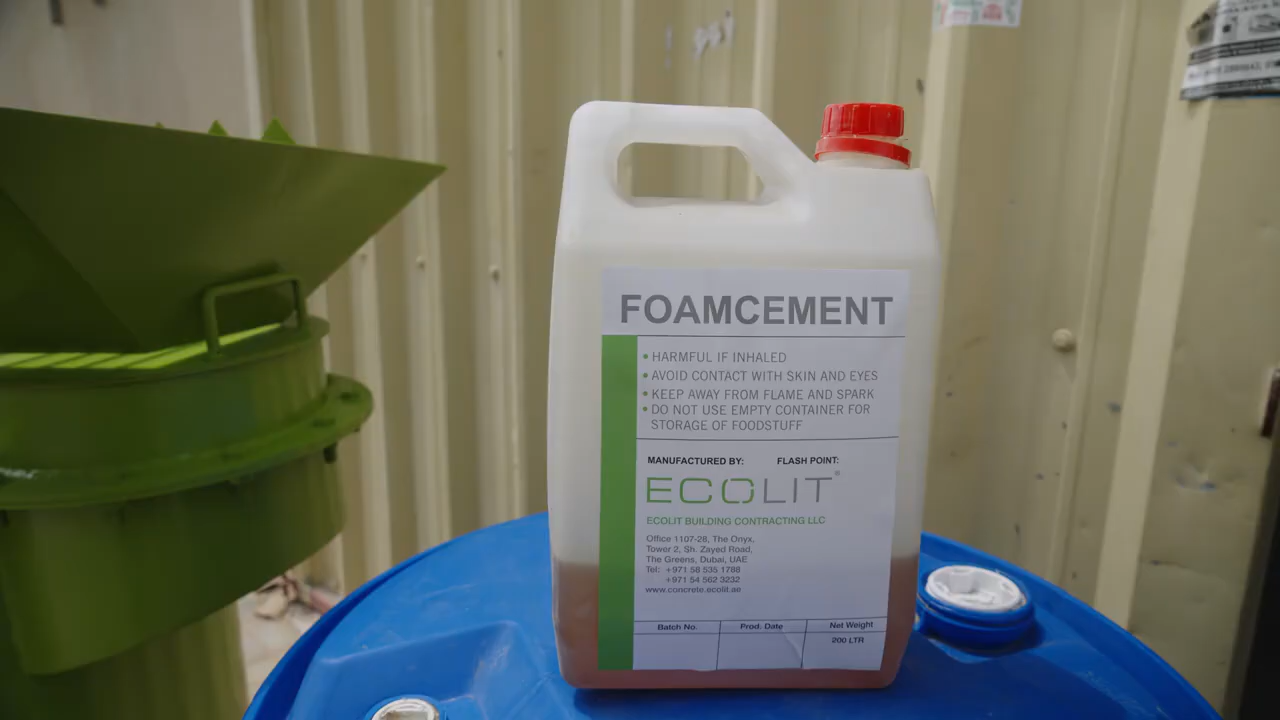 FOAMCEMENT
• HARMFUL IF INHALED
• AVOID CONTACT WITH SKIN AND EYES
• KEEP AWAY FROM FLAME AND SPARK
• DO NOT USE EMPTY CONTAINER FOR
STORAGE OF FOODSTUFF
MANUFACTURED BY: FLASH POINT:
ECOLIT®
ECOLIT BUILDING CONTRACTING LLC
Office 1107-28, The Onyx,
Tower 2, Sh. Zayed Road,
The Greens, Dubai, UAE
Tel: +971 58 535 1788
+971 54 562 3232
www.concrete.ecolit.ae
Batch No. Prod. Date Net Weight
200 LTR